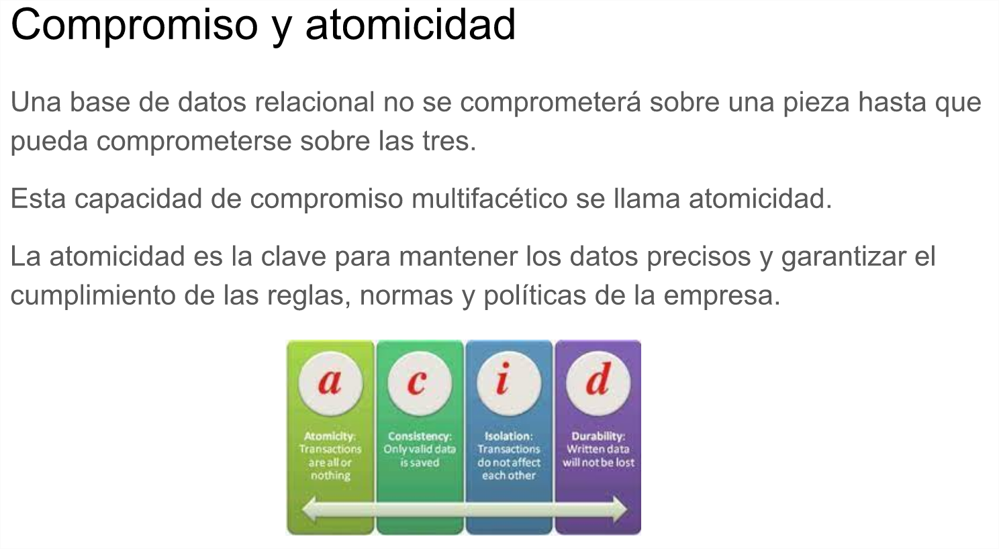 Compromiso y atomicidad
Una base de datos relacional no se comprometerá sobre una pieza hasta que
pueda comprometerse sobre las tres.
Esta capacidad de compromiso multifacético se llama atomicidad.
La atomicidad es la clave para mantener los datos precisos y garantizar el
cumplimiento de las reglas, normas y políticas de la empresa.
a
c
i
d
Atomicity:
Transactions
are all or
nothing
Consistency:
Only valid data
is saved
Isolation:
Transactions
do not affect
each other
Durability:
Written data
will not be lost